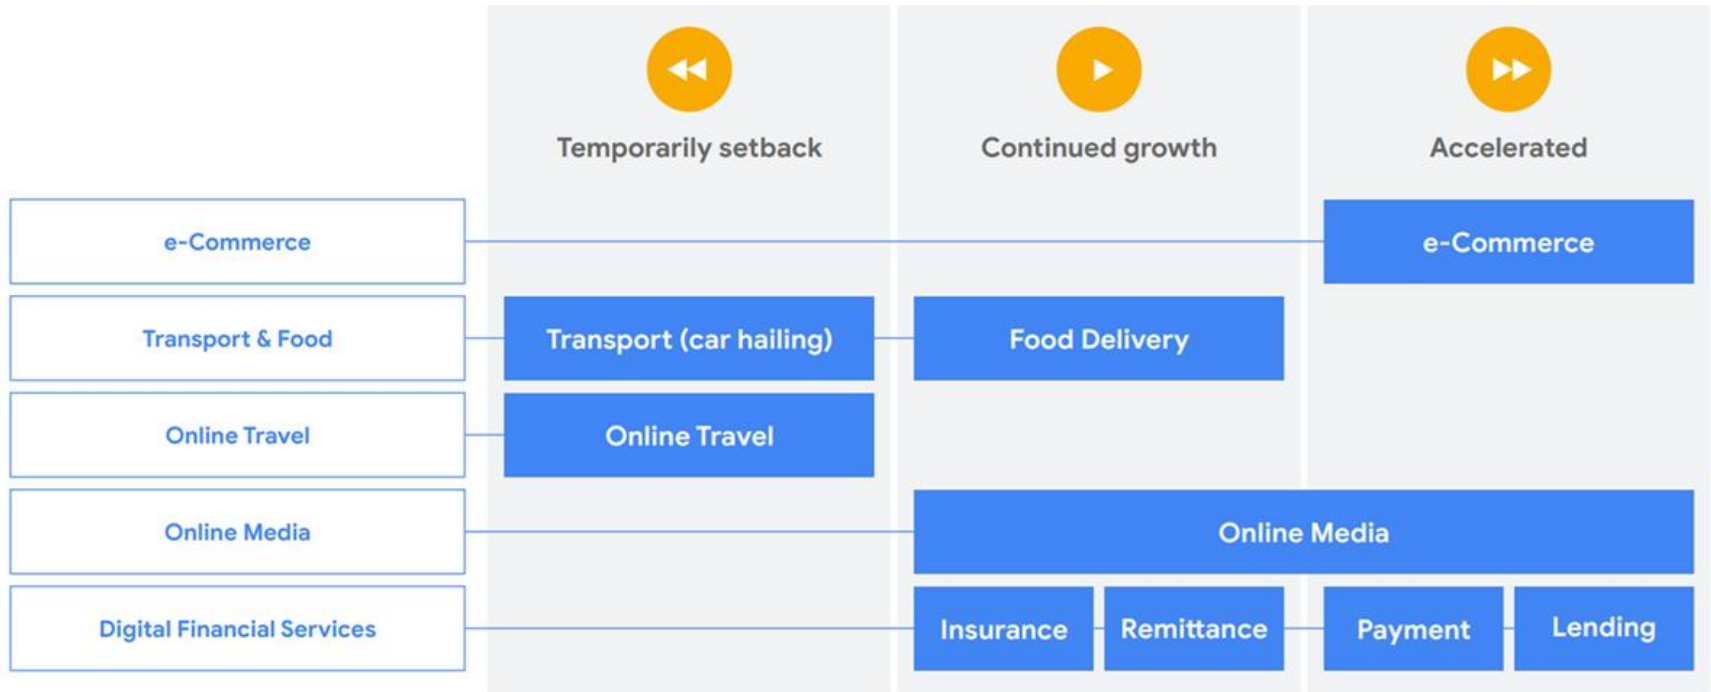 Temporarily setback
Continued growth
Accelerated
e-Commerce
e-Commerce
Transport & Food
Transport (car hailing)
Food Delivery
Online Travel
Online Travel
Online Media
Online Media
Digital Financial Services
Insurance
Remittance
Payment
Lending